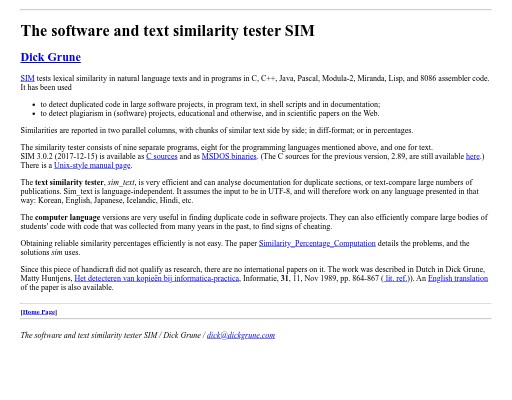 The software and text similarity tester SIM
Dick Grune
SIM tests lexical similarity in natural language texts and in programs in C, C++, Java, Pascal, Modula-2, Miranda, Lisp, and 8086 assembler code.
It has been used
• to detect duplicated code in large software projects, in program text, in shell scripts and in documentation;
• to detect plagiarism in (software) projects, educational and otherwise, and in scientific papers on the Web.
Similarities are reported in two parallel columns, with chunks of similar text side by side; in diff-format; or in percentages.
The similarity tester consists of nine separate programs, eight for the programming languages mentioned above, and one for text.
SIM 3.0.2 (2017-12-15) is available as C sources and as MSDOS binaries. (The C sources for the previous version, 2.89, are still available here.)
There is a Unix-style manual page.
The text similarity tester, sim_text, is very efficient and can analyse documentation for duplicate sections, or text-compare large numbers of
publications. Sim_text is language-independent. It assumes the input to be in UTF-8, and will therefore work on any language presented in that
way: Korean, English, Japanese, Icelandic, Hindi, etc.
The computer language versions are very useful in finding duplicate code in software projects. They can also efficiently compare large bodies of
students' code with code that was collected from many years in the past, to find signs of cheating.
Obtaining reliable similarity percentages efficiently is not easy. The paper Similarity_Percentage_Computation details the problems, and the
solutions sim uses.
Since this piece of handicraft did not qualify as research, there are no international papers on it. The work was described in Dutch in Dick Grune,
Matty Huntjens, Het detecteren van kopieën bij informatica-practica, Informatie, 31, 11, Nov 1989, pp. 864-867 ( lit. ref.)). An English translation
of the paper is also available.
[Home Page]
The software and text similarity tester SIM / Dick Grune / dick@dickgrune.com